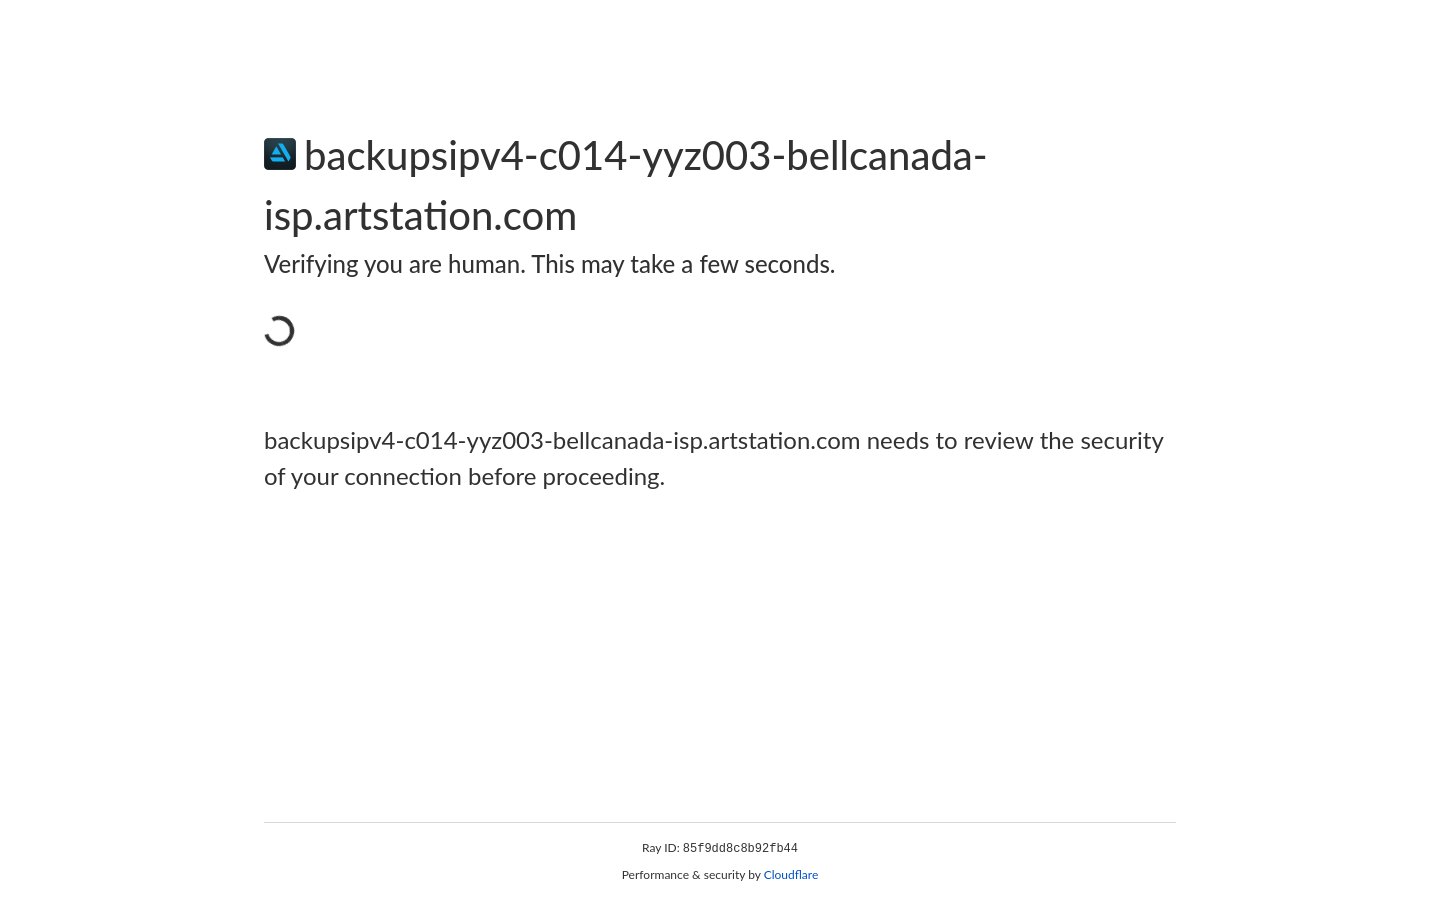 backupsipv4-c014-yyz003-bellcanada-
isp.artstation.com
Verifying you are human. This may take a few seconds.
backupsipv4-c014-yyz003-bellcanada-isp.artstation.com needs to review the security
of your connection before proceeding.
Ray ID: 85f9dd8c8b92fb44
Performance & security by Cloudflare